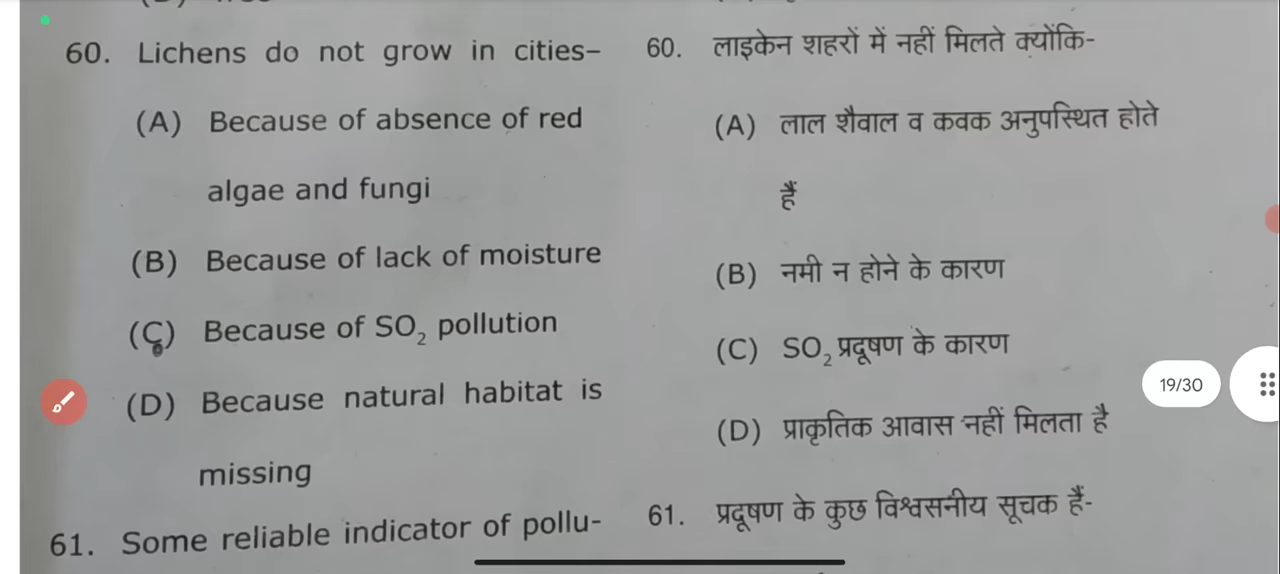 60. Lichens do not grow in cities–
(A) Because of absence of red
algae and fungi
(B) Because of lack of moisture
(C) Because of SO₂ pollution
(D) Because natural habitat is
missing
61. Some reliable indicator of pollu-
60. लाइकेन शहरों में नहीं मिलते क्योंकि-
(A) लाल शैवाल व कवक अनुपस्थित होते
हैं
(B) नमी न होने के कारण
(C) SO₂ प्रदूषण के कारण
(D) प्राकृतिक आवास नहीं मिलता है
61. प्रदूषण के कुछ विश्वसनीय सूचक हैं-
19/30